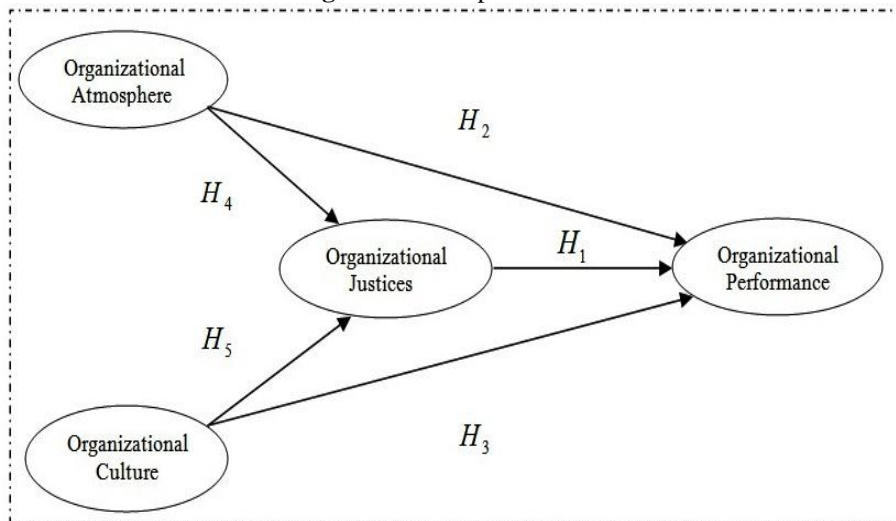 Organizational
Atmosphere
H2
H4
Organizational
Justices
H1
Organizational
Performance
H5
Organizational
Culture
H3